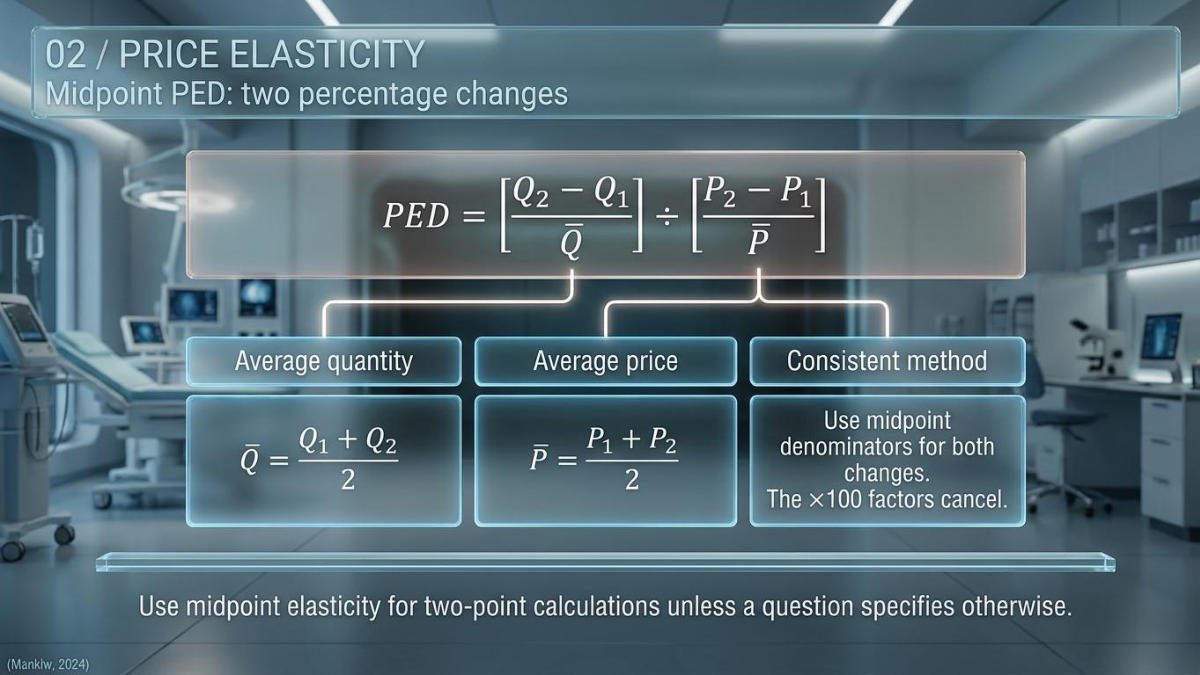 02 / PRICE ELASTICITY
Midpoint PED: two percentage changes
PED = [Q₂ − Q₁ / Q̄] ÷ [P₂ − P₁ / P̄]
Average quantity
Q̄ = Q₁ + Q₂ / 2
Average price
P̄ = P₁ + P₂ / 2
Consistent method
Use midpoint
denominators for both
changes.
The ×100 factors cancel.
Use midpoint elasticity for two-point calculations unless a question specifies otherwise.
(Manklw, 2024)